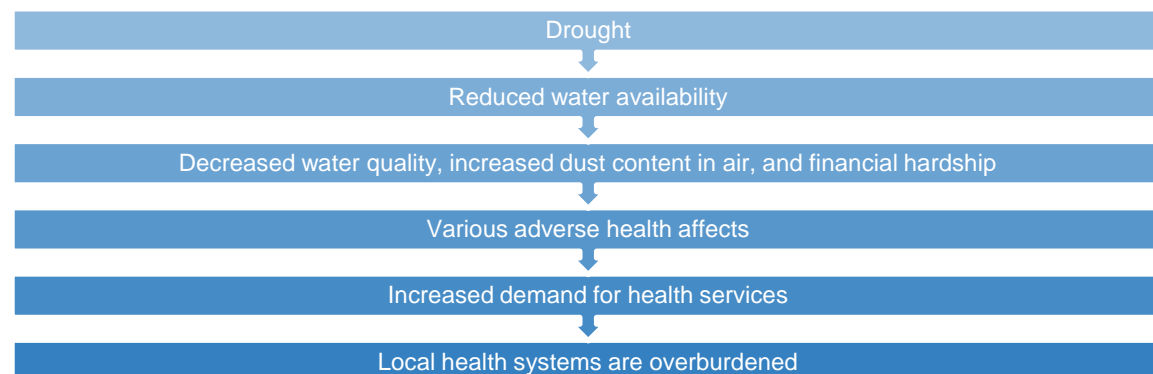 Drought
Reduced water availability
Decreased water quality, increased dust content in air, and financial hardship
Various adverse health affects
Increased demand for health services
Local health systems are overburdened